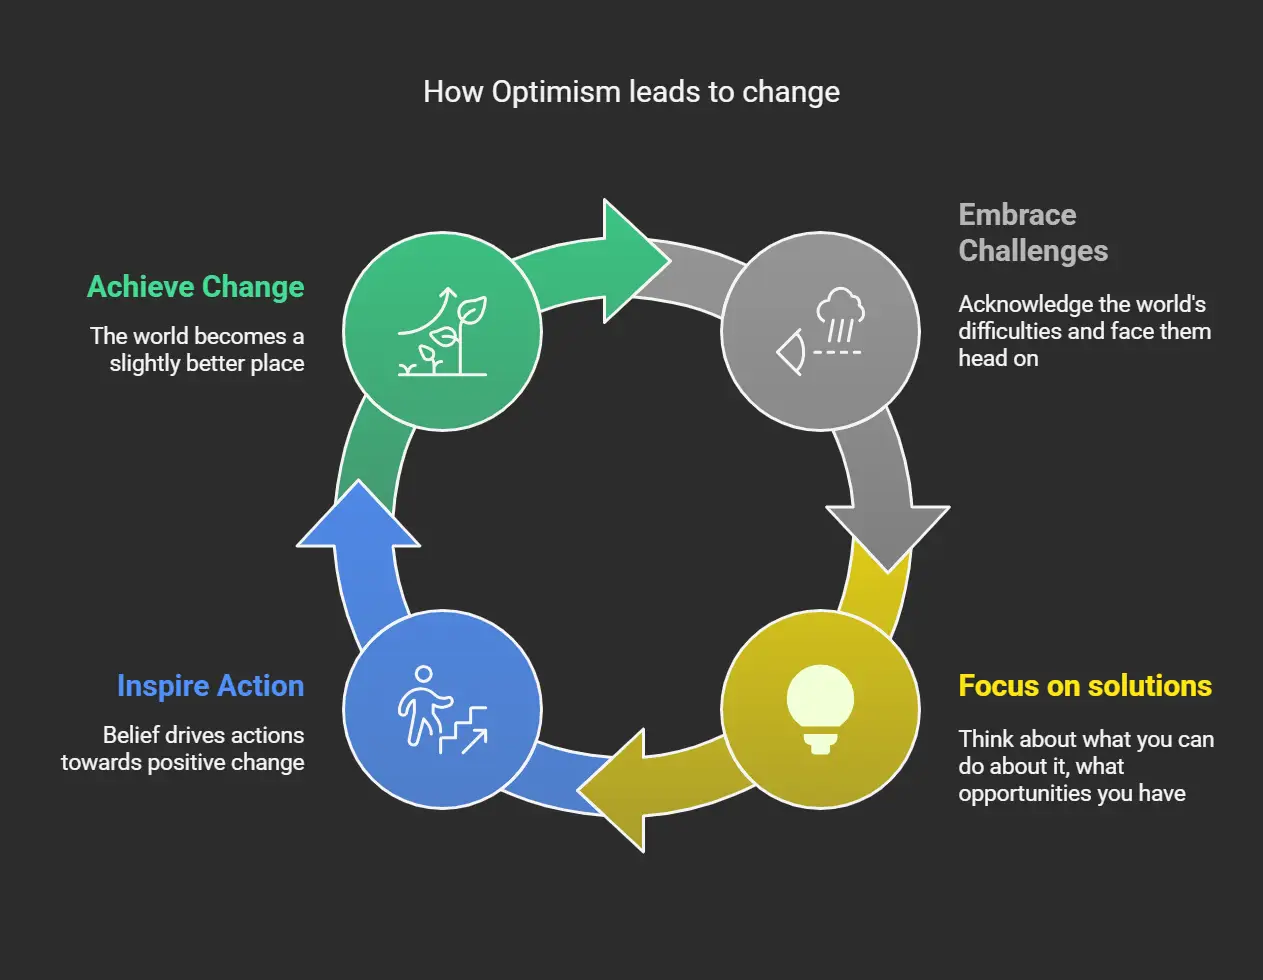 How Optimism leads to change
Embrace
Challenges
Acknowledge the world's
difficulties and face them
head on
Achieve Change
The world becomes a
slightly better place
Inspire Action
Belief drives actions
towards positive change
Focus on solutions
Think about what you can
do about it, what
opportunities you have